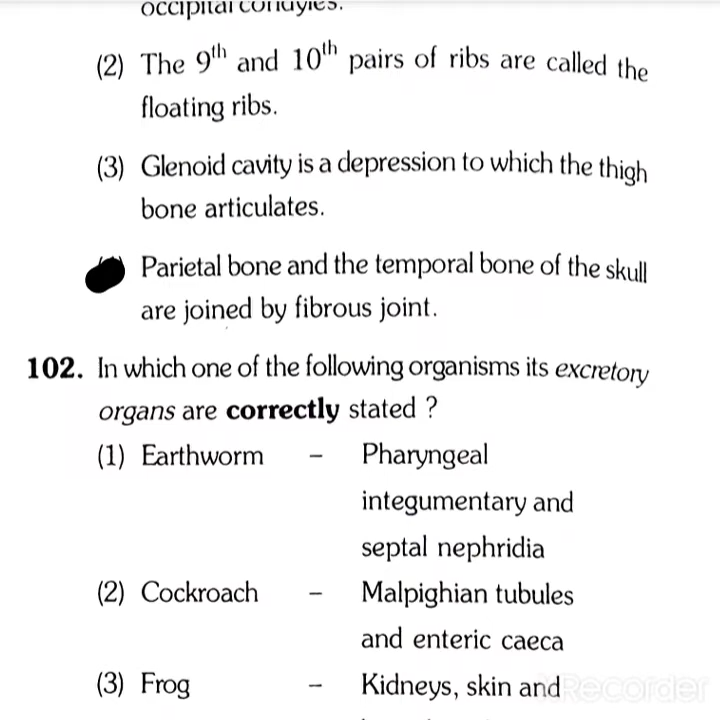 occipital condyles.
(2) The 9th and 10th pairs of ribs are called the
floating ribs.
(3) Glenoid cavity is a depression to which the thigh
bone articulates.
Parietal bone and the temporal bone of the skull
are joined by fibrous joint.
102. In which one of the following organisms its excretory
organs are correctly stated ?
(1) Earthworm – Pharyngeal
integumentary and
septal nephridia
(2) Cockroach – Malpighian tubules
and enteric caeca
(3) Frog – Kidneys, skin and
Recorder